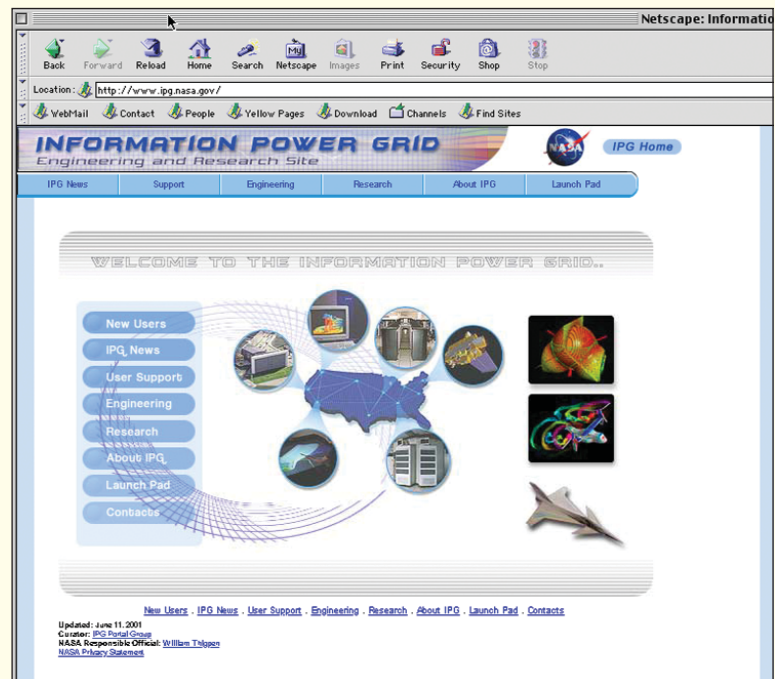 Netscape: Informatio
Back Forward Reload Home Search Netscape Images Print Security Shop Stop
Location: http://www.ipg.nasa.gov/
WebMail Contact People Yellow Pages Download Channels Find Sites
INFORMATION POWER GRID
Engineering and Research Site
NASA
IPG Home
IPG News Support Engineering Research About IPG Launch Pad
WELCOME TO THE INFORMATION POWER GRID..
New Users
IPG News
User Support
Engineering
Research
About IPG
Launch Pad
Contacts
New Users . IPG News . User Support . Engineering . Research . About IPG . Launch Pad . Contacts
Updated: June 11, 2001
Curator: IPG Portal Group
NASA Responsible Official: William Thigpen
NASA Privacy Statement